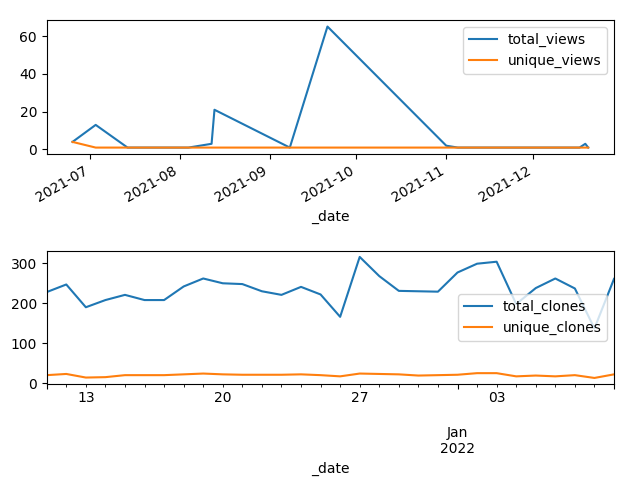 60
40
20
0
total_views
unique_views
2021-07
2021-08
2021-09
2021-10
2021-11
2021-12
_date
300
200
100
0
total_clones
unique_clones
13
20
27
03
Jan
2022
_date